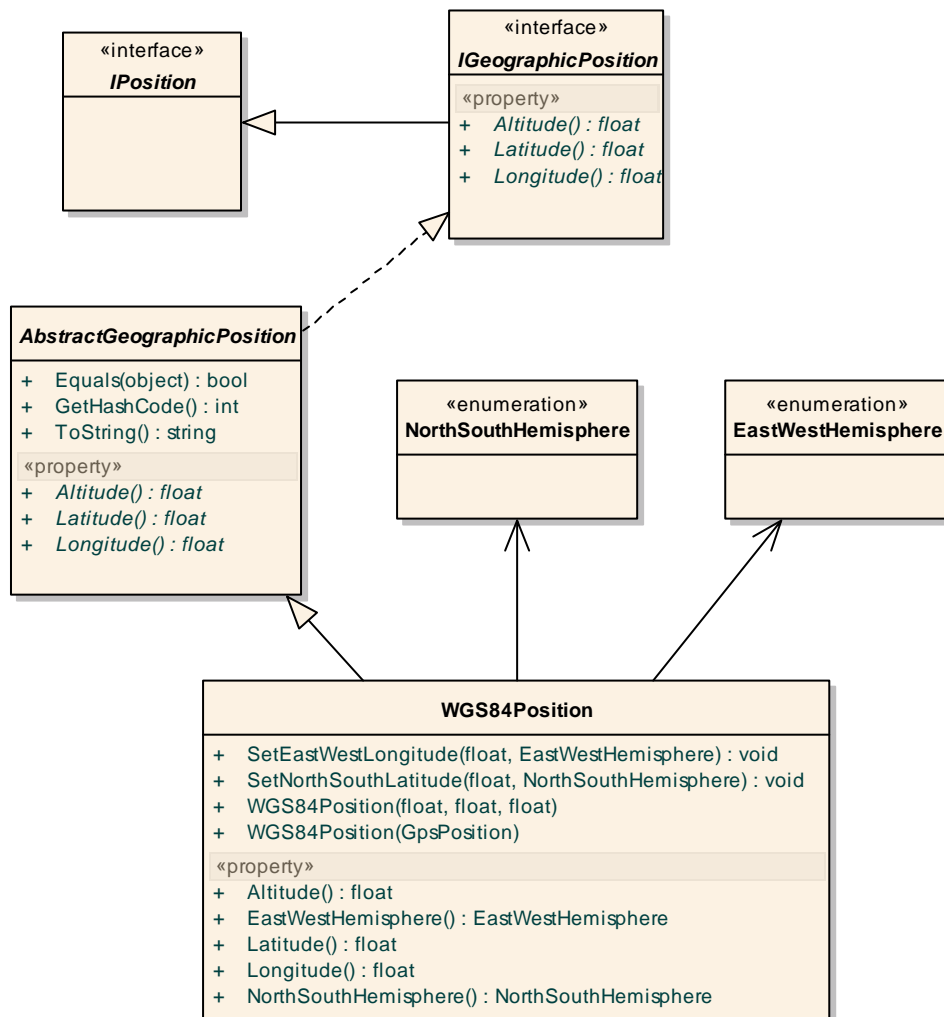 «interface»
IPosition
«interface»
IGeographicPosition
«property»
+ Altitude() : float
+ Latitude() : float
+ Longitude() : float
AbstractGeographicPosition
+ Equals(object) : bool
+ GetHashCode() : int
+ ToString() : string
«property»
+ Altitude() : float
+ Latitude() : float
+ Longitude() : float
«enumeration»
NorthSouthHemisphere
«enumeration»
EastWestHemisphere
WGS84Position
+ SetEastWestLongitude(float, EastWestHemisphere) : void
+ SetNorthSouthLatitude(float, NorthSouthHemisphere) : void
+ WGS84Position(float, float, float)
+ WGS84Position(GpsPosition)
«property»
+ Altitude() : float
+ EastWestHemisphere() : EastWestHemisphere
+ Latitude() : float
+ Longitude() : float
+ NorthSouthHemisphere() : NorthSouthHemisphere